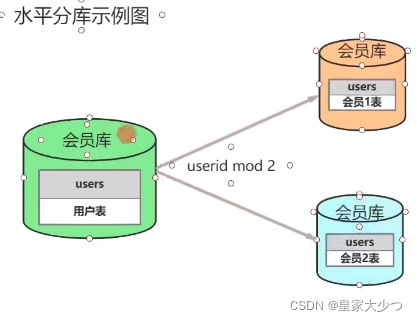 水平分库示例图
会员库
users
用户表
userid mod 2
会员库
users
会员1表
会员库
users
会员2表
CSDN @皇家大少つ